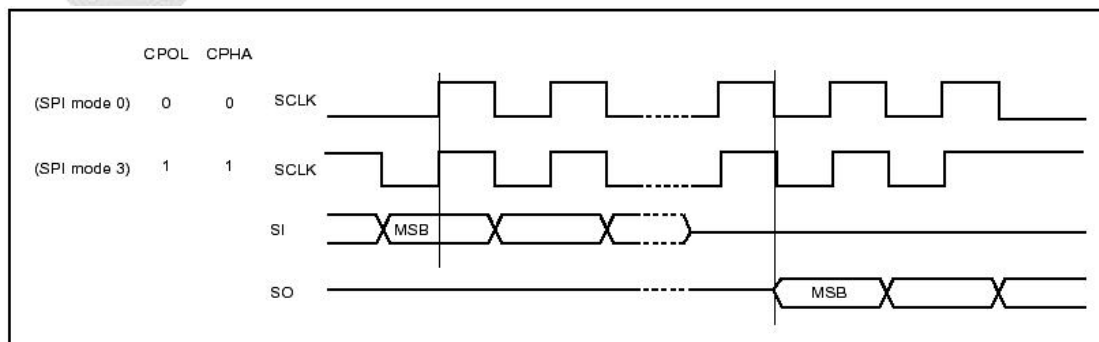 CPOL CPHA
(SPI mode 0) 0 0 SCLK
(SPI mode 3) 1 1 SCLK
SI MSB
SO MSB